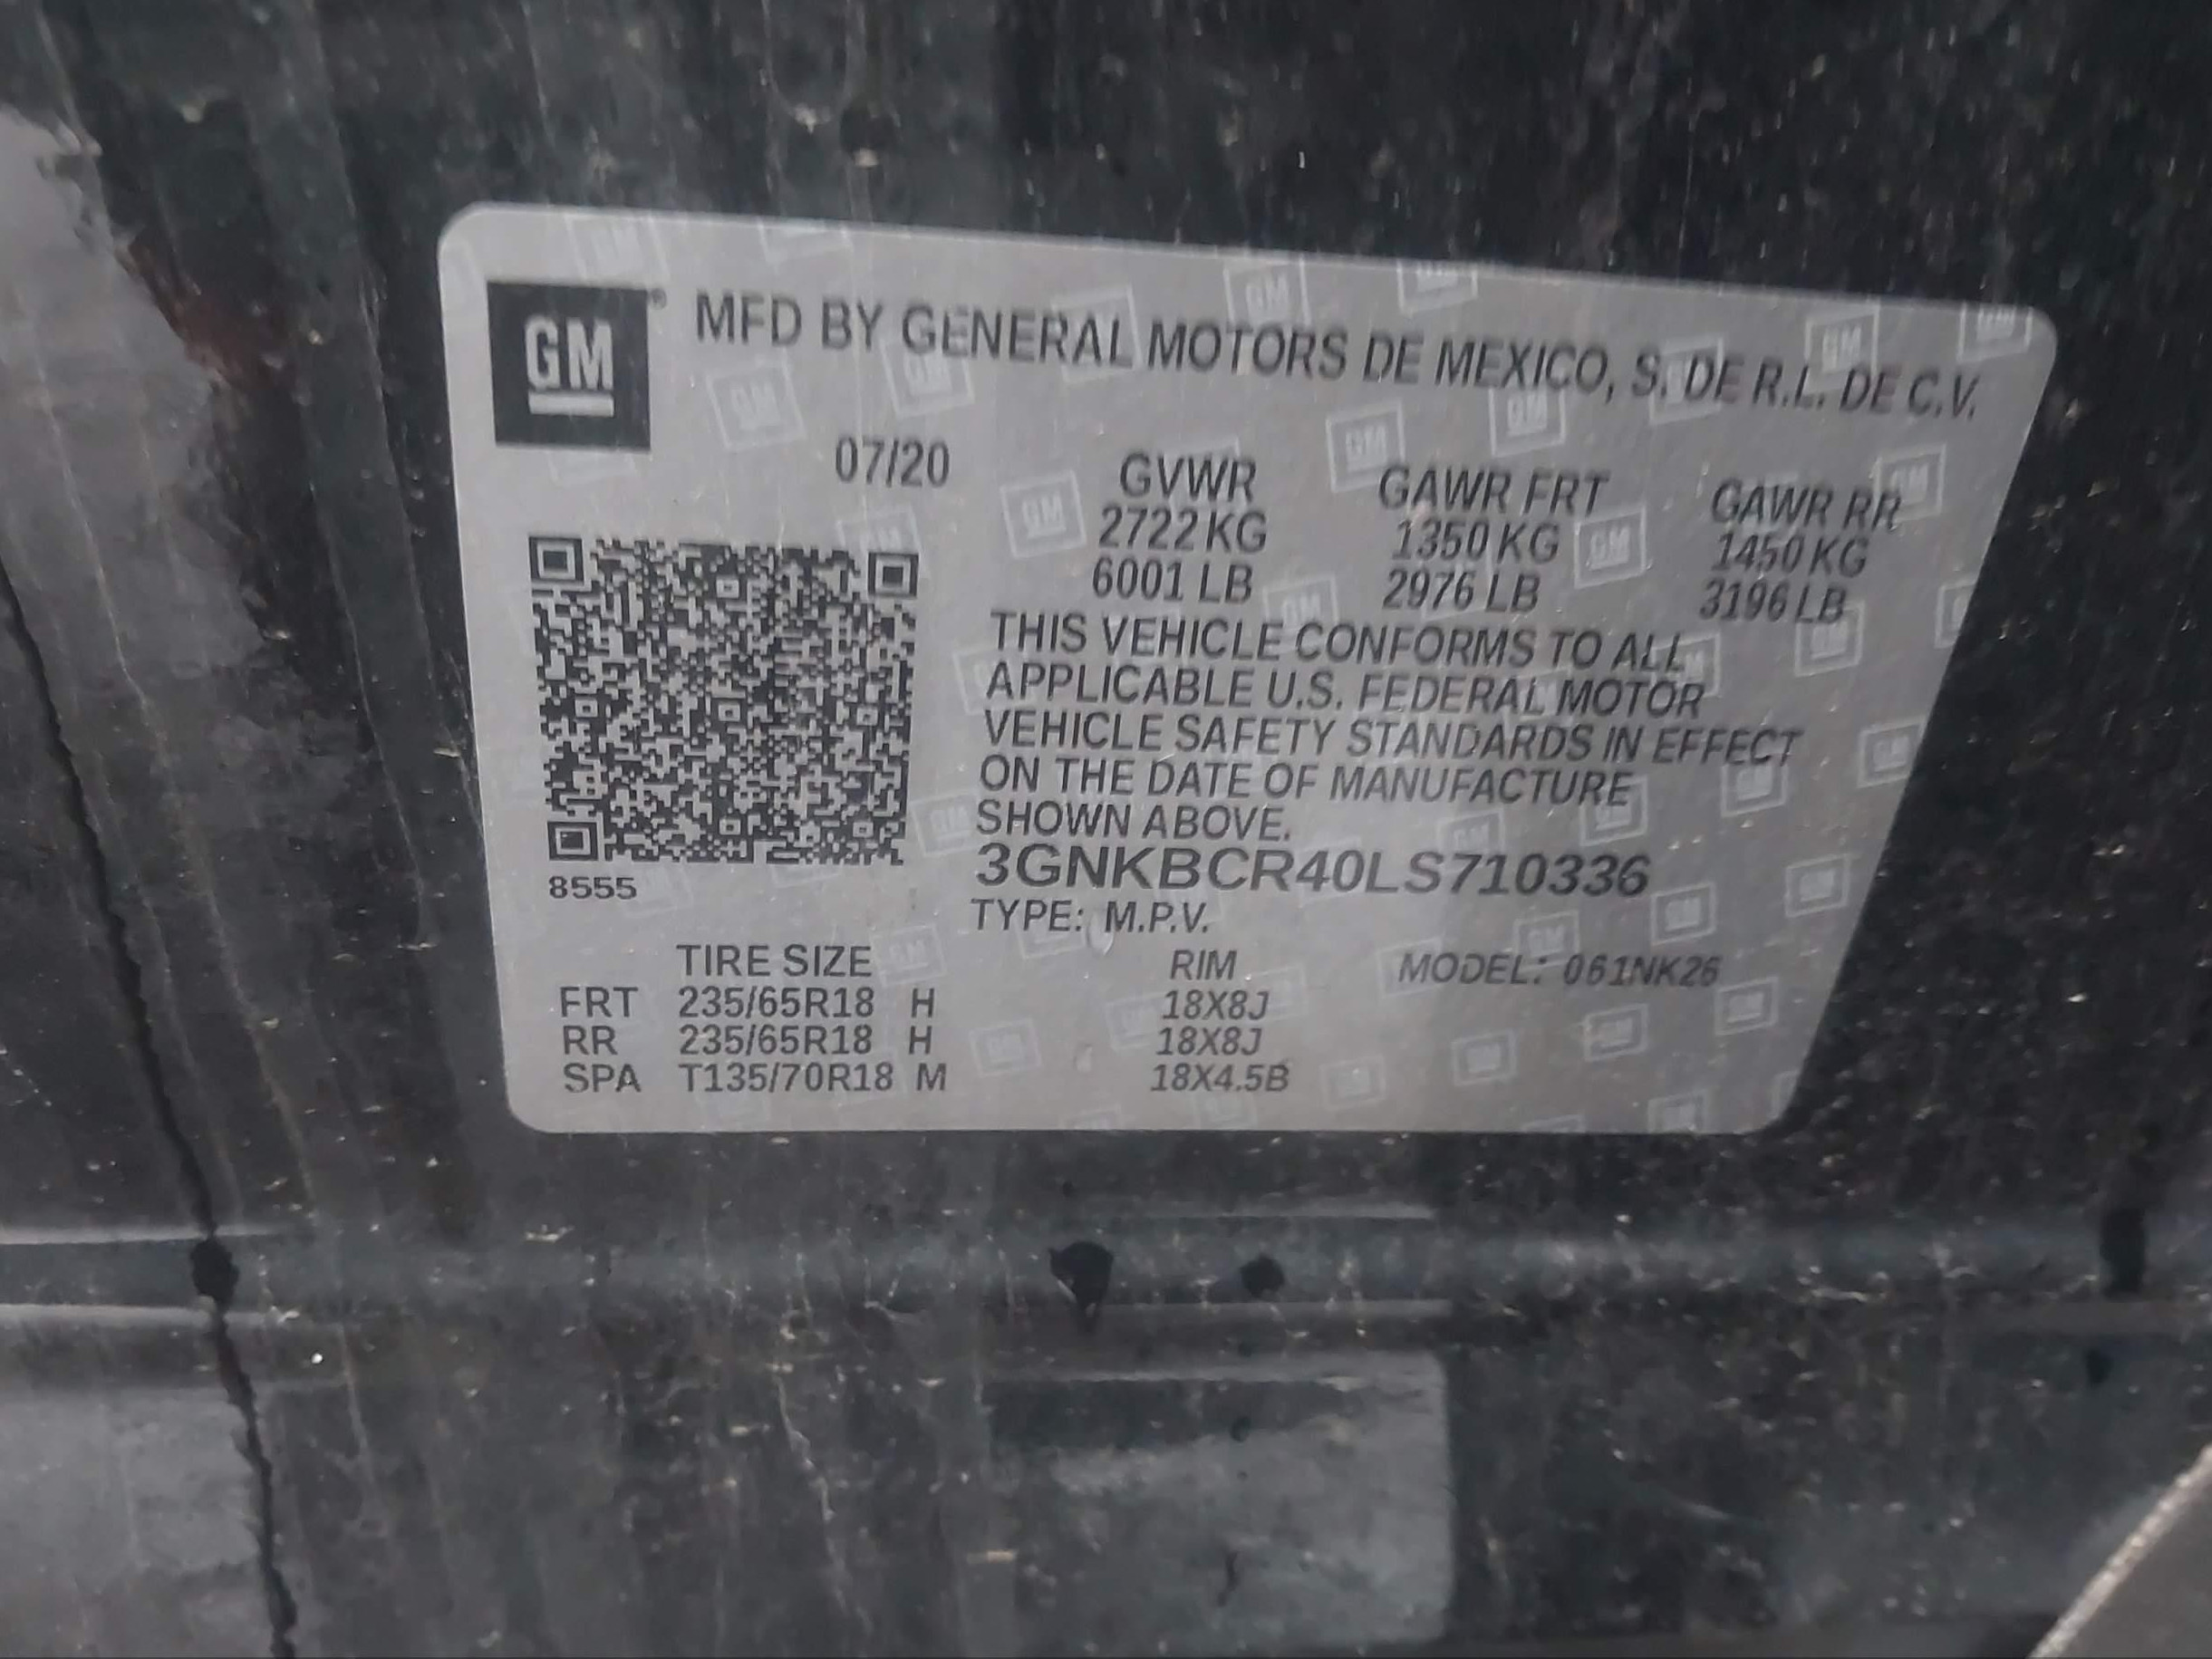 GM® MFD BY GENERAL MOTORS DE MEXICO, S. DE R.L. DE C.V.
07/20 GVWR GAWR FRT GAWR RR
2722 KG 1350 KG 1450 KG
6001 LB 2976 LB 3196 LB
THIS VEHICLE CONFORMS TO ALL
APPLICABLE U.S. FEDERAL MOTOR
VEHICLE SAFETY STANDARDS IN EFFECT
ON THE DATE OF MANUFACTURE
SHOWN ABOVE.
3GNKBCR40LS710336
8555
TYPE: M.P.V.
TIRE SIZE RIM MODEL: 061NK26
FRT 235/65R18 H 18X8J
RR 235/65R18 H 18X8J
SPA T135/70R18 M 18X4.5B